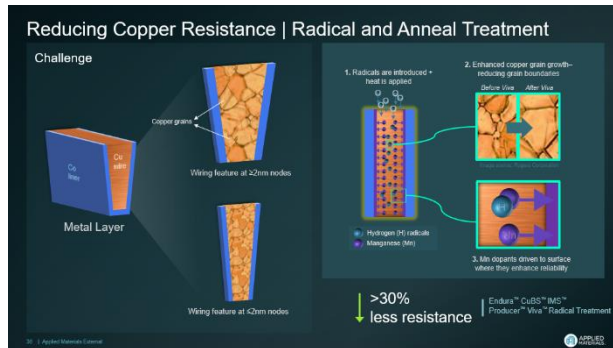 Reducing Copper Resistance | Radical and Anneal Treatment
Challenge
Copper grains
Wiring feature at ≥2nm nodes
Co
liner
Cu
wire
Metal Layer
Wiring feature at ≤2nm nodes
1. Radicals are introduced +
heat is applied
Hydrogen (H) radicals
Manganese (Mn)
2. Enhanced copper grain growth–
reducing grain boundaries
Before Viva
After Viva
H
Mn
3. Mn dopants driven to surface
where they enhance reliability
>30%
less resistance
Endura™ CuBS™ IMS™
Producer™ Viva™ Radical Treatment
20 | Applied Materials External
APPLIED
MATERIALS